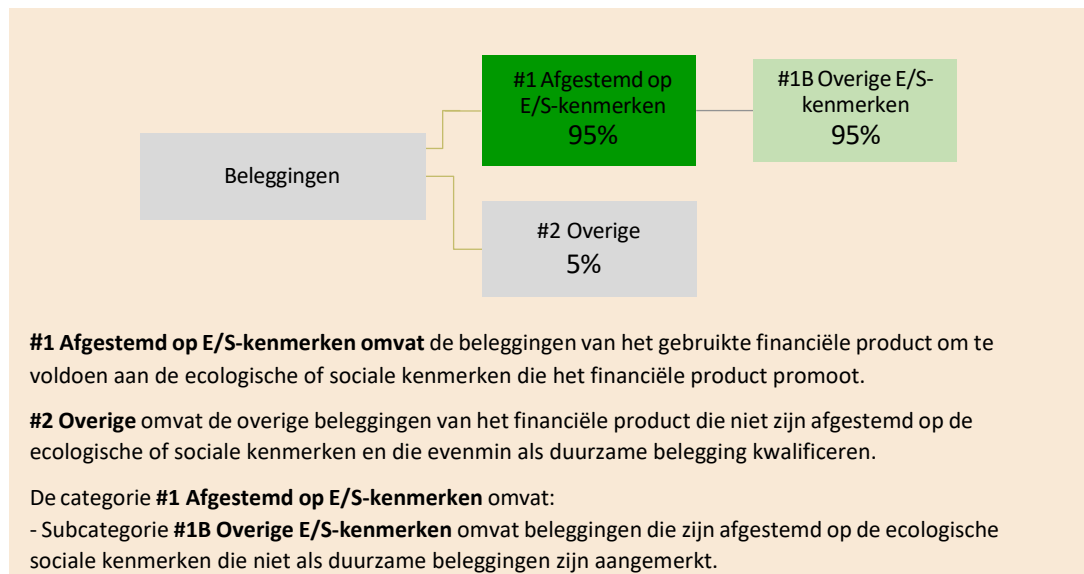 #1 Afgestemd op
E/S-kenmerken
95%
#1B Overige E/S-
kenmerken
95%
Beleggingen
#2 Overige
5%
#1 Afgestemd op E/S-kenmerken omvat de beleggingen van het gebruikte financiële product om te
voldoen aan de ecologische of sociale kenmerken die het financiële product promoot.
#2 Overige omvat de overige beleggingen van het financiële product die niet zijn afgestemd op de
ecologische of sociale kenmerken en die evenmin als duurzame belegging kwalificeren.
De categorie #1 Afgestemd op E/S-kenmerken omvat:
- Subcategorie #1B Overige E/S-kenmerken omvat beleggingen die zijn afgestemd op de ecologische
sociale kenmerken die niet als duurzame beleggingen zijn aangemerkt.